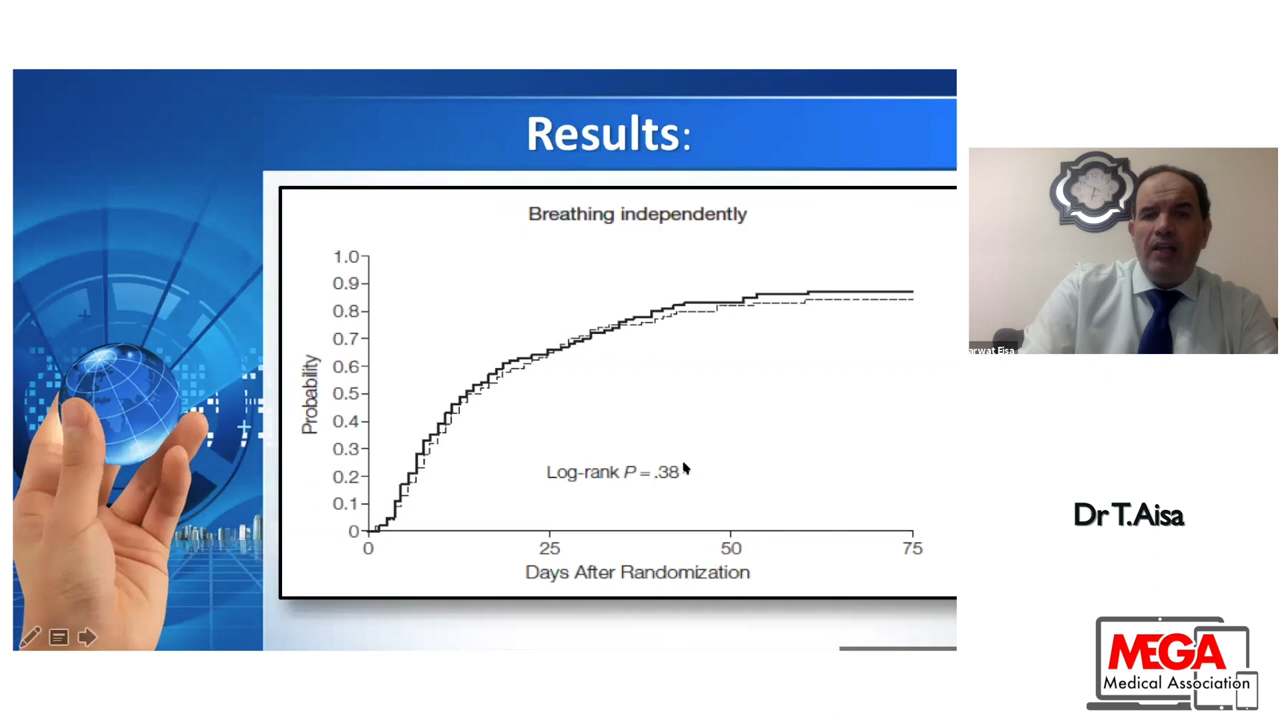 Results:
Breathing independently
1.0
0.9
0.8
0.7
0.6
0.5
0.4
0.3
0.2
0.1
0
Probability
Log-rank P = .38
0 25 50 75
Days After Randomization
arwat Eisa
Dr T.Aisa
MEGA
Medical Association